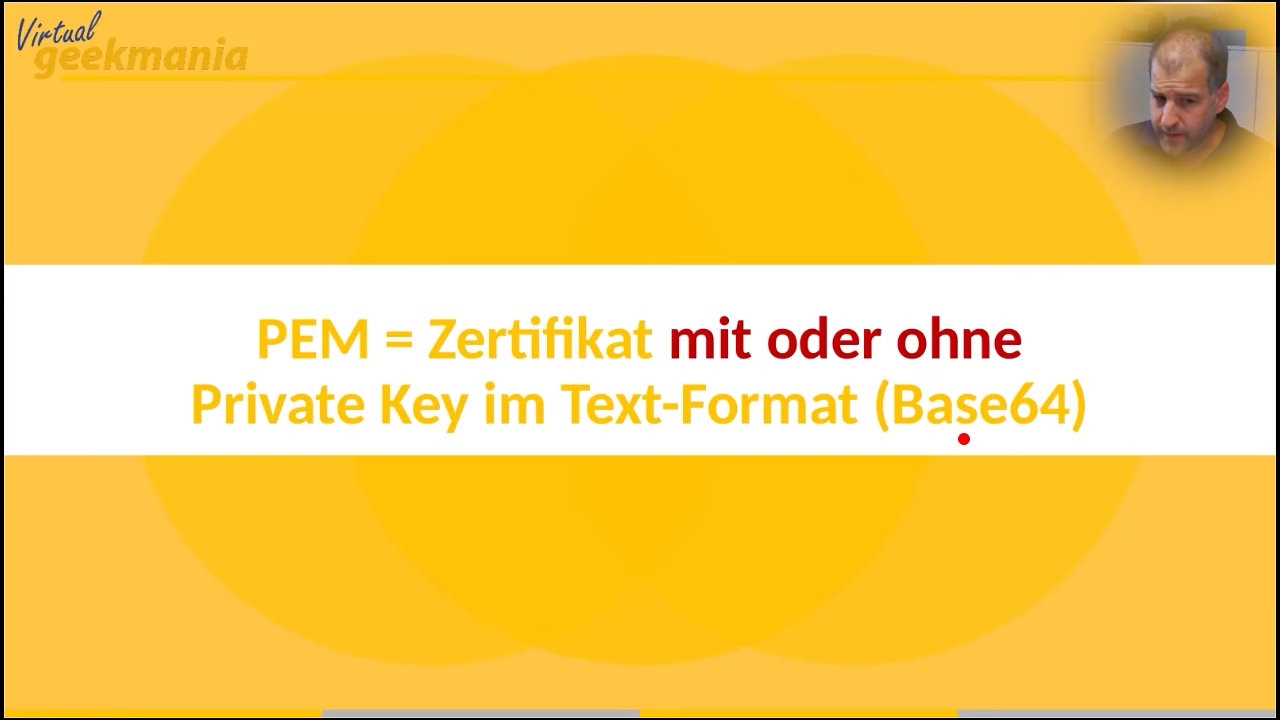 Virtual
geekmania
PEM = Zertifikat mit oder ohne
Private Key im Text-Format (Base64)